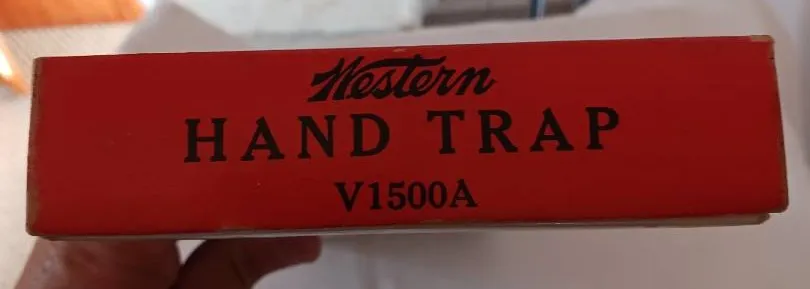 Western
HAND TRAP
V1500A